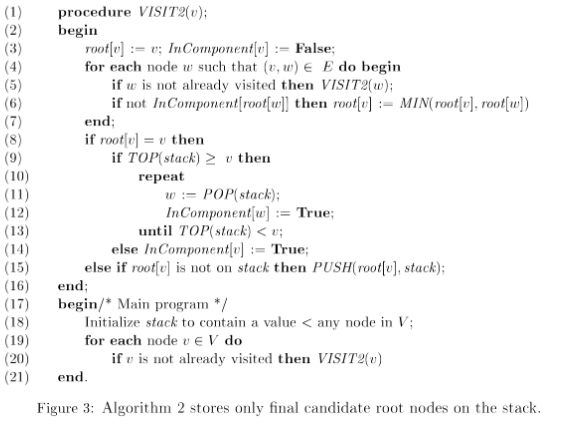 (1) procedure VISIT2(v);
(2) begin
(3) root[v] := v; InComponent[v] := False;
(4) for each node w such that (v, w) ∈ E do begin
(5) if w is not already visited then VISIT2(w);
(6) if not InComponent[root[w]] then root[v] := MIN(root[v], root[w])
(7) end;
(8) if root[v] = v then
(9) if TOP(stack) ≥ v then
(10) repeat
(11) w := POP(stack);
(12) InComponent[w] := True;
(13) until TOP(stack) < v;
(14) else InComponent[v] := True;
(15) else if root[v] is not on stack then PUSH(root[v], stack);
(16) end;
(17) begin/* Main program */
(18) Initialize stack to contain a value < any node in V;
(19) for each node v ∈ V do
(20) if v is not already visited then VISIT2(v)
(21) end.
Figure 3: Algorithm 2 stores only final candidate root nodes on the stack.